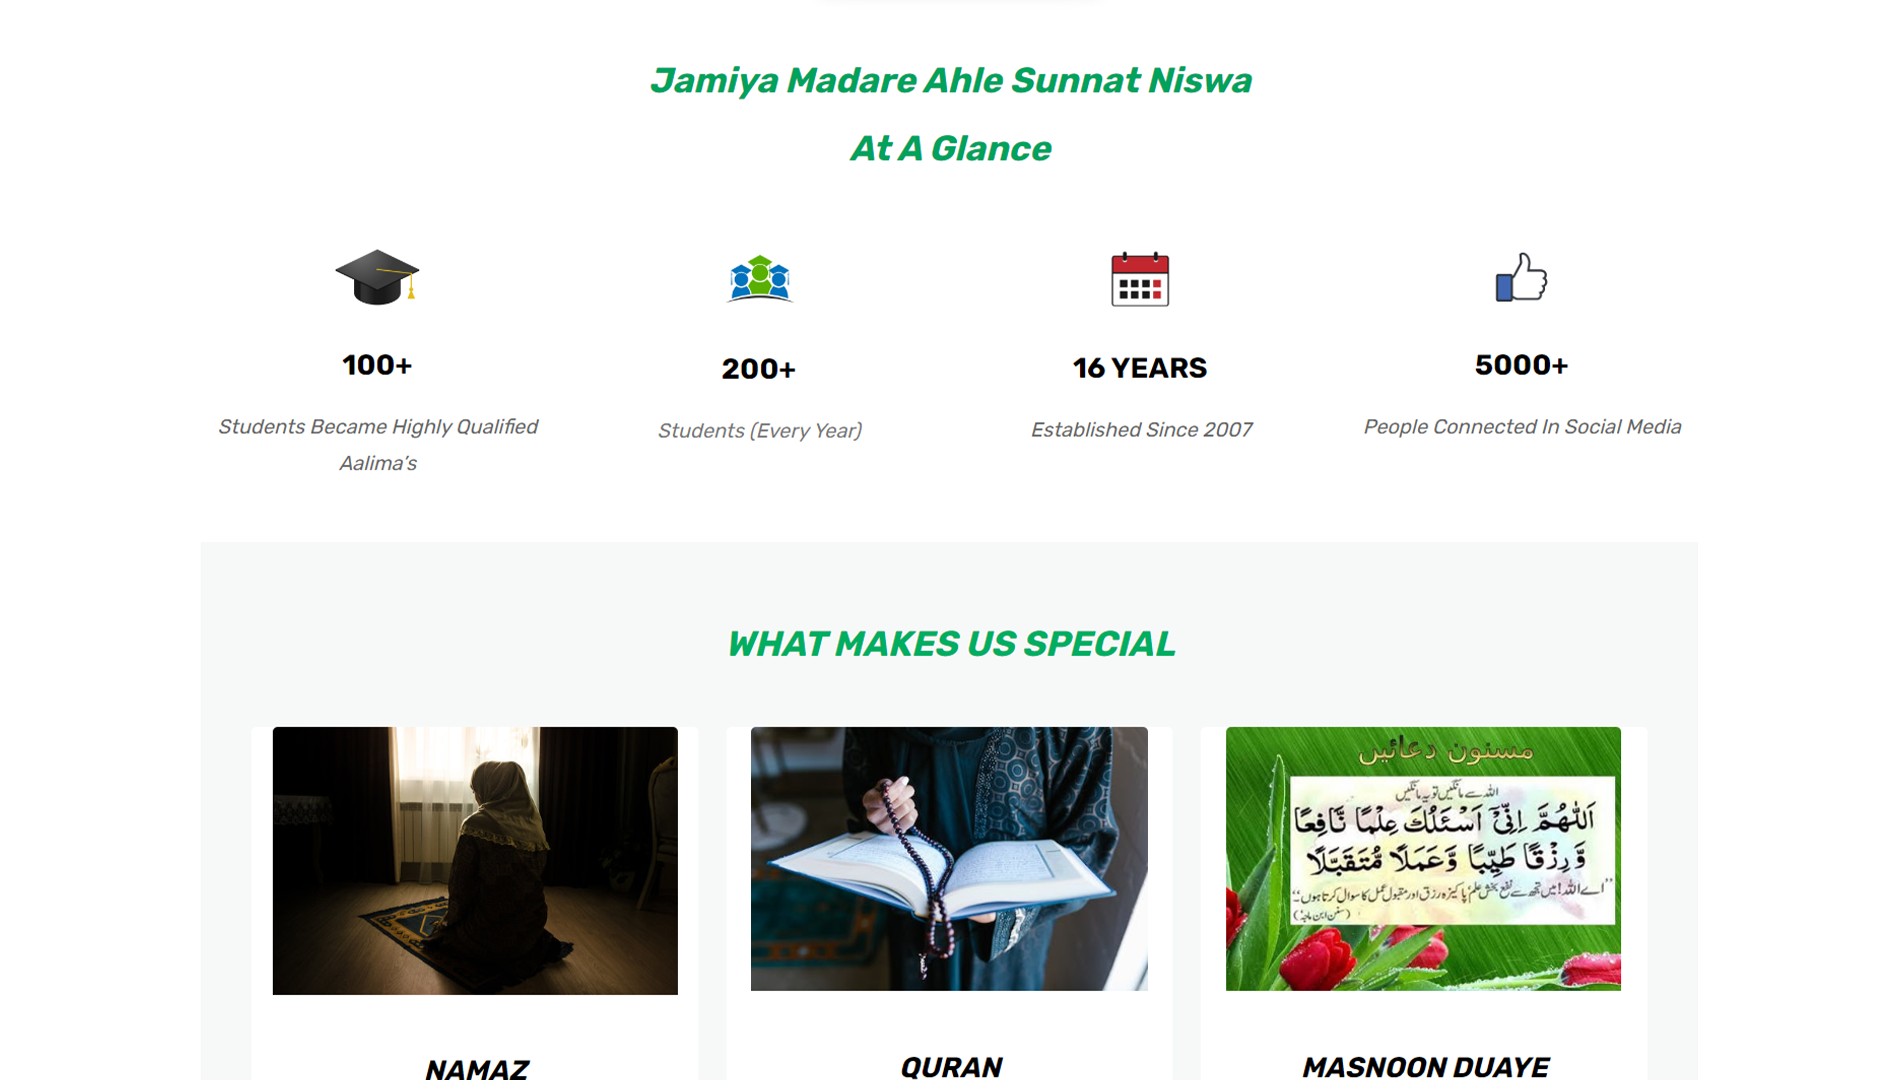 Jamiya Madare Ahle Sunnat Niswa
At A Glance
100+
Students Became Highly Qualified
Aalima's
200+
Students (Every Year)
16 YEARS
Established Since 2007
5000+
People Connected In Social Media
WHAT MAKES US SPECIAL
مسنون دعائیں
اللہ سے مانگیں تو یہ مانگیں
اَللّٰهُمَّ اِنِّیْ اَسْئَلُكَ عِلْمًا نَّافِعًا
وَّرِزْقًا طَیِّبًا وَّعَمَلًا مُّتَقَبَّلًا
”اے اللہ! میں تجھ سے نفع بخش علم، پاکیزہ رزق اور مقبول عمل کا سوال کرتا ہوں۔“
(سنن ابن ماجہ)
NAMAZ
QURAN
MASNOON DUAYE